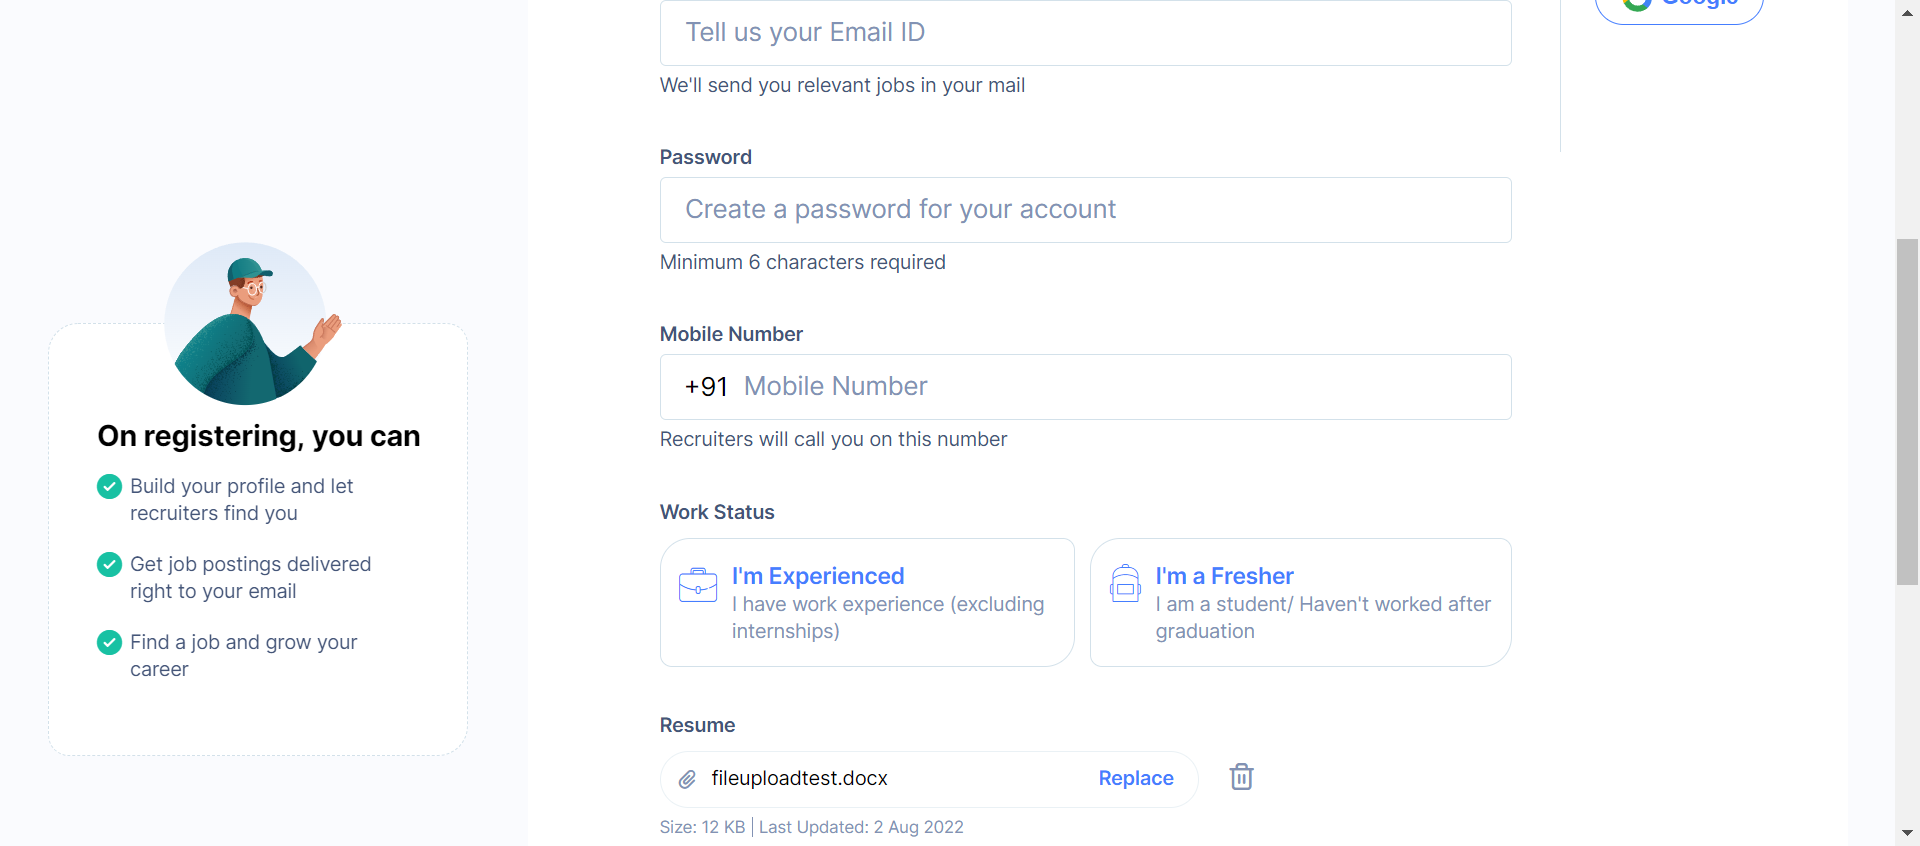 Google
Tell us your Email ID
We'll send you relevant jobs in your mail
Password
Create a password for your account
Minimum 6 characters required
Mobile Number
+91 Mobile Number
Recruiters will call you on this number
Work Status
I'm Experienced
I have work experience (excluding
internships)
I'm a Fresher
I am a student/ Haven't worked after
graduation
Resume
fileuploadtest.docx Replace
Size: 12 KB | Last Updated: 2 Aug 2022
On registering, you can
Build your profile and let
recruiters find you
Get job postings delivered
right to your email
Find a job and grow your
career